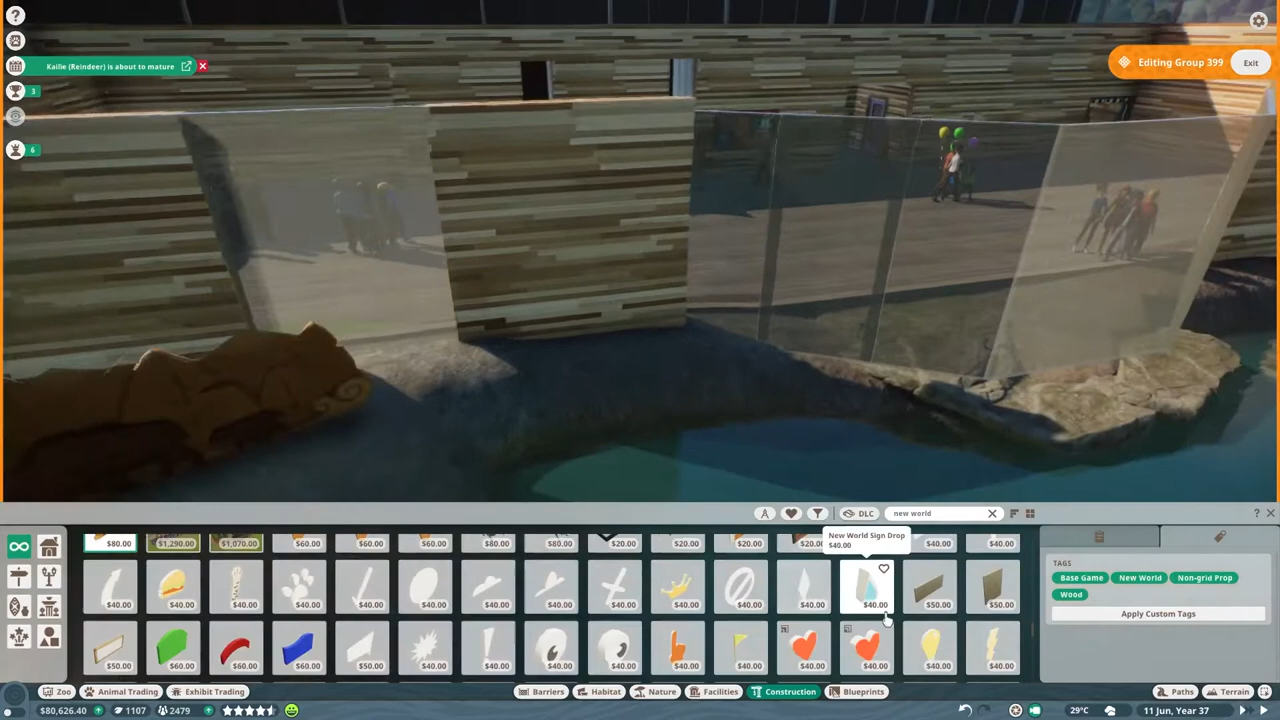 ?
Kailie (Reindeer) is about to mature
3
6
Editing Group 399
Exit
DLC
new world
?
New World Sign Drop
$40.00
$80.00 $1,290.00 $1,070.00 $60.00 $60.00 $60.00 $80.00 $80.00 $20.00 $20.00 $20.00 $20.00 $40.00 $40.00
$40.00 $60.00 $40.00 $40.00 $40.00 $40.00 $40.00 $40.00 $40.00 $40.00 $40.00 $40.00 $40.00 $50.00 $50.00
$50.00 $60.00 $60.00 $60.00 $50.00 $40.00 $40.00 $40.00 $40.00 $40.00 $40.00 $40.00 $40.00 $40.00 $40.00
TAGS
Base Game New World Non-grid Prop
Wood
Apply Custom Tags
Zoo Animal Trading Exhibit Trading Barriers Habitat Nature Facilities Construction Blueprints Paths Terrain
$80,626.40 1107 2479 29°C 11 Jun, Year 37